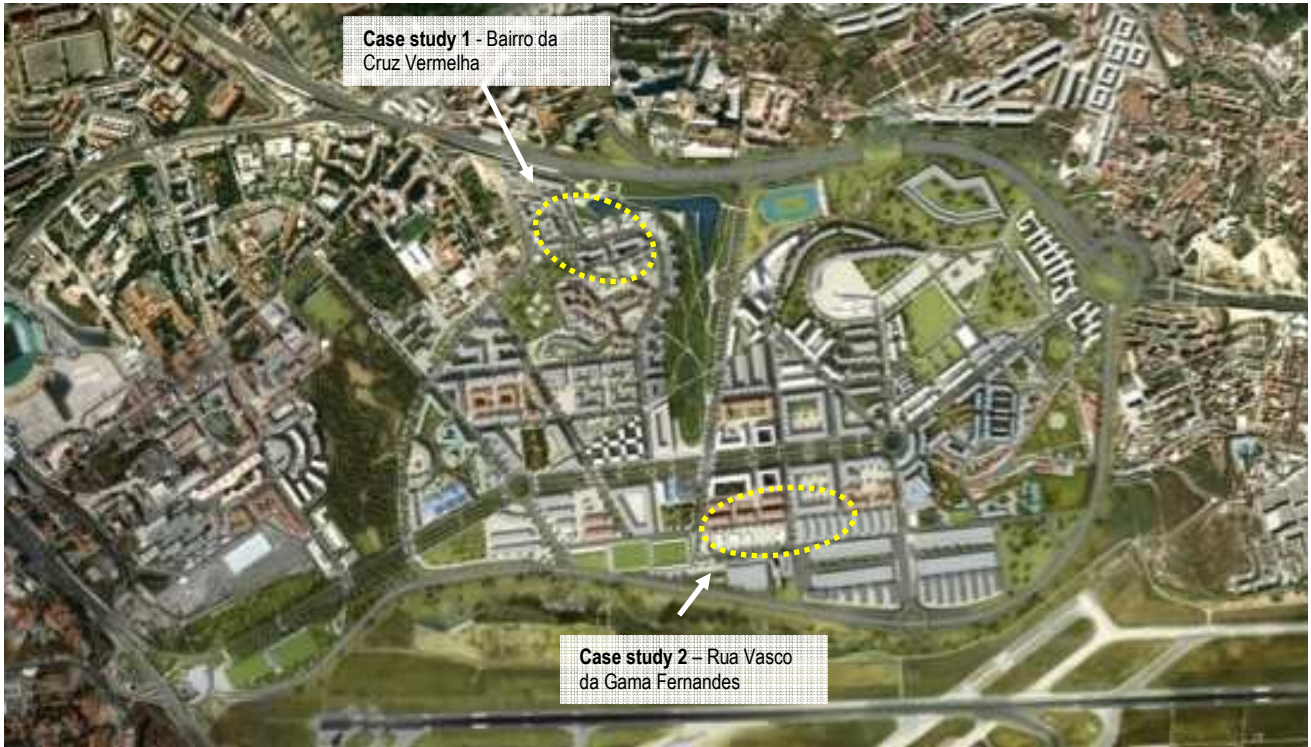 Case study 1 - Bairro da
Cruz Vermelha
Case study 2 – Rua Vasco
da Gama Fernandes